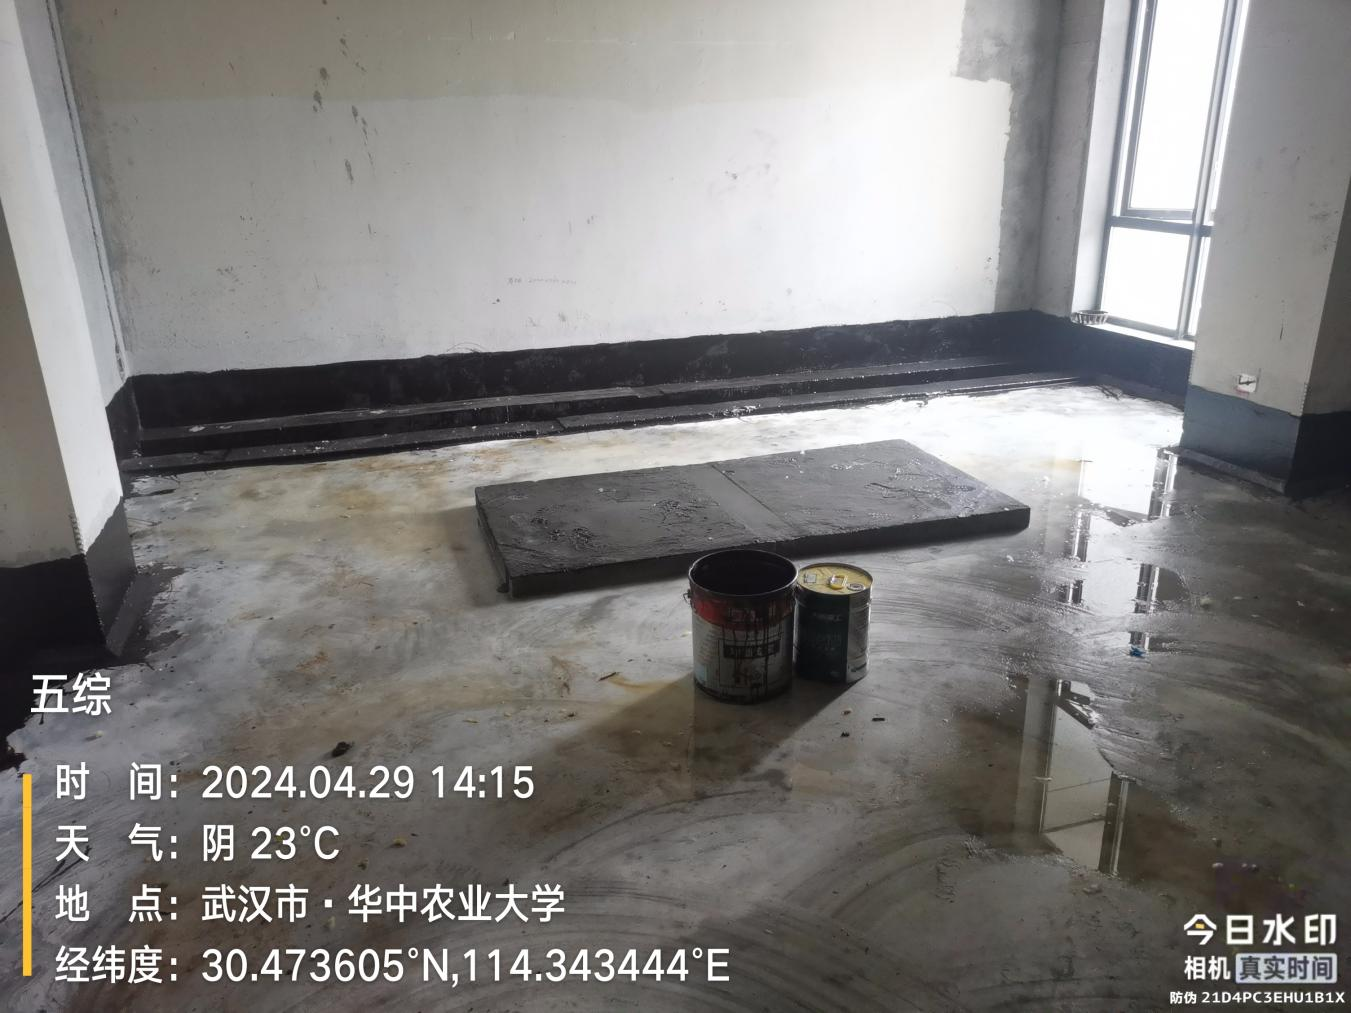 五综
时 间：2024.04.29 14:15
天 气：阴 23°C
地 点：武汉市·华中农业大学
经纬度：30.473605°N,114.343444°E
今日水印
相机 真实时间
防伪 21D4PC3EHU1B1X